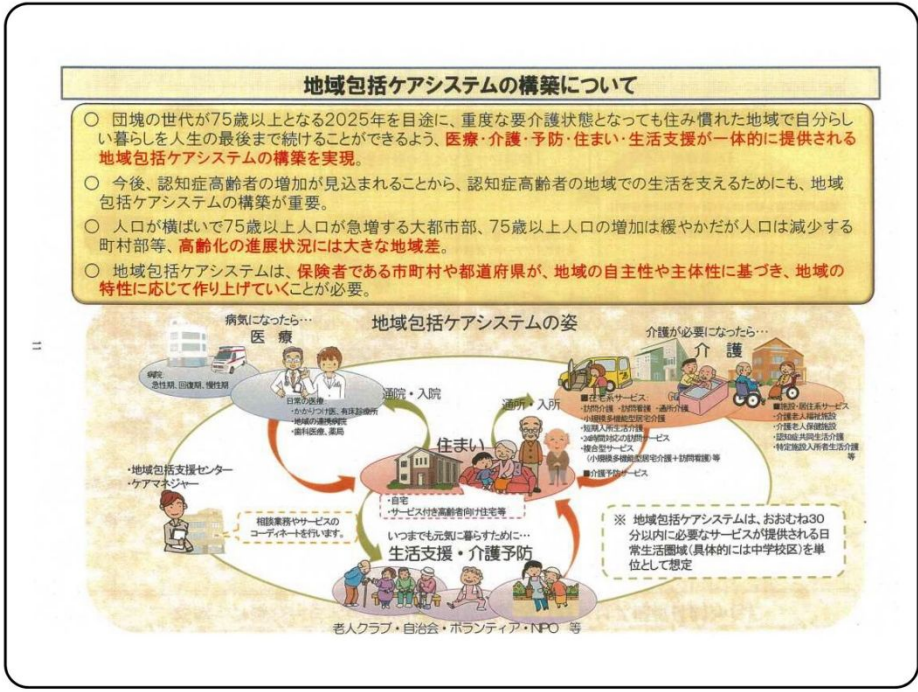 地域包括ケアシステムの構築について
○ 団塊の世代が75歳以上となる2025年を目途に、重度な要介護状態となっても住み慣れた地域で自分らし
い暮らしを人生の最後まで続けることができるよう、医療・介護・予防・住まい・生活支援が一体的に提供される
地域包括ケアシステムの構築を実現。
○ 今後、認知症高齢者の増加が見込まれることから、認知症高齢者の地域での生活を支えるためにも、地域
包括ケアシステムの構築が重要。
○ 人口が横ばいで75歳以上人口が急増する大都市部、75歳以上人口の増加は緩やかだが人口は減少する
町村部等、高齢化の進展状況には大きな地域差。
○ 地域包括ケアシステムは、保険者である市町村や都道府県が、地域の自主性や主体性に基づき、地域の
特性に応じて作り上げていくことが必要。
地域包括ケアシステムの姿
病気になったら…
医療
病院:
急性期、回復期、慢性期
日常の医療:
・かかりつけ医、有床診療所
・地域の連携病院
・歯科医療、薬局
通院・入院
通所・入所
介護が必要になったら…
介護
■在宅系サービス:
・訪問介護 ・訪問看護 ・通所介護
・小規模多機能型居宅介護
・短期入所生活介護
・24時間対応の訪問サービス
・複合型サービス
(小規模多機能型居宅介護+訪問看護)等
■介護予防サービス
■施設・居住系サービス
・介護老人福祉施設
・介護老人保健施設
・認知症共同生活介護
・特定施設入所者生活介護
等
住まい
・自宅
・サービス付き高齢者向け住宅等
・地域包括支援センター
・ケアマネジャー
相談業務やサービスの
コーディネートを行います。
いつまでも元気に暮らすために…
生活支援・介護予防
老人クラブ・自治会・ボランティア・NPO 等
※ 地域包括ケアシステムは、おおむね30
分以内に必要なサービスが提供される日
常生活圏域(具体的には中学校区)を単
位として想定
11